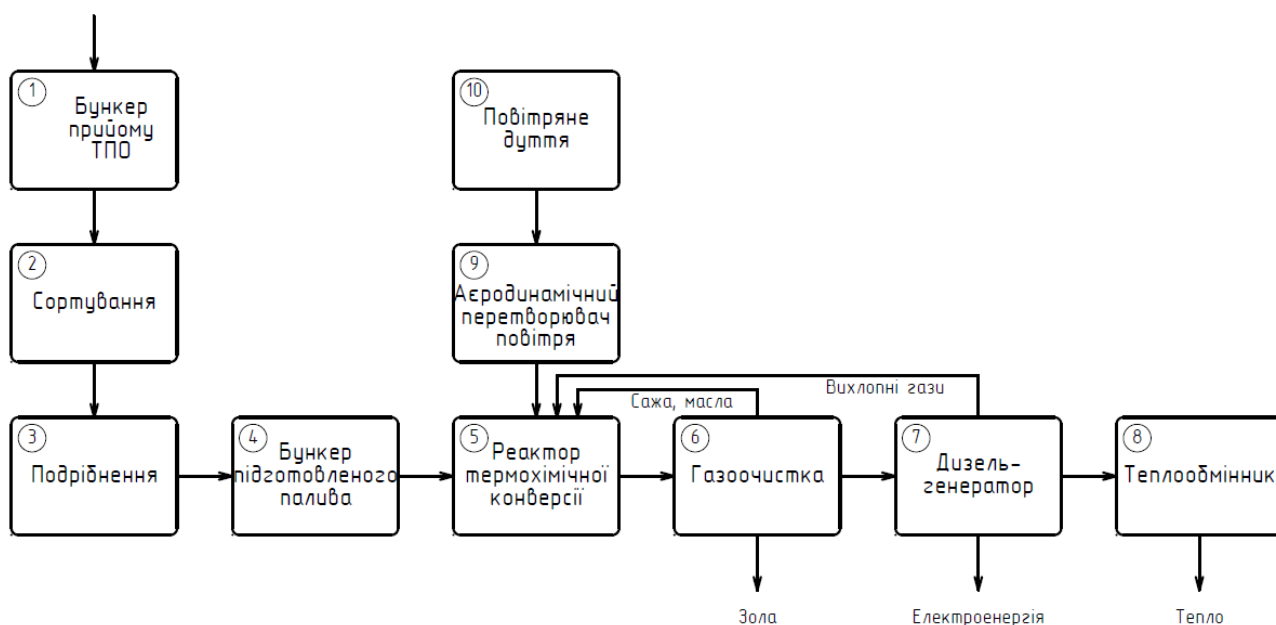 1
Бункер
прийому
ТПО
10
Повітряне
дуття
2
Сортування
9
Аєродинамічний
перетворювач
повітря
Вихлопні гази
Сажа, масла
3
Подрібнення
4
Бункер
підготовленого
палива
5
Реактор
термохімічної
конверсії
6
Газоочистка
7
Дизель-
генератор
8
Теплообмінник
Зола
Електроенергія
Тепло